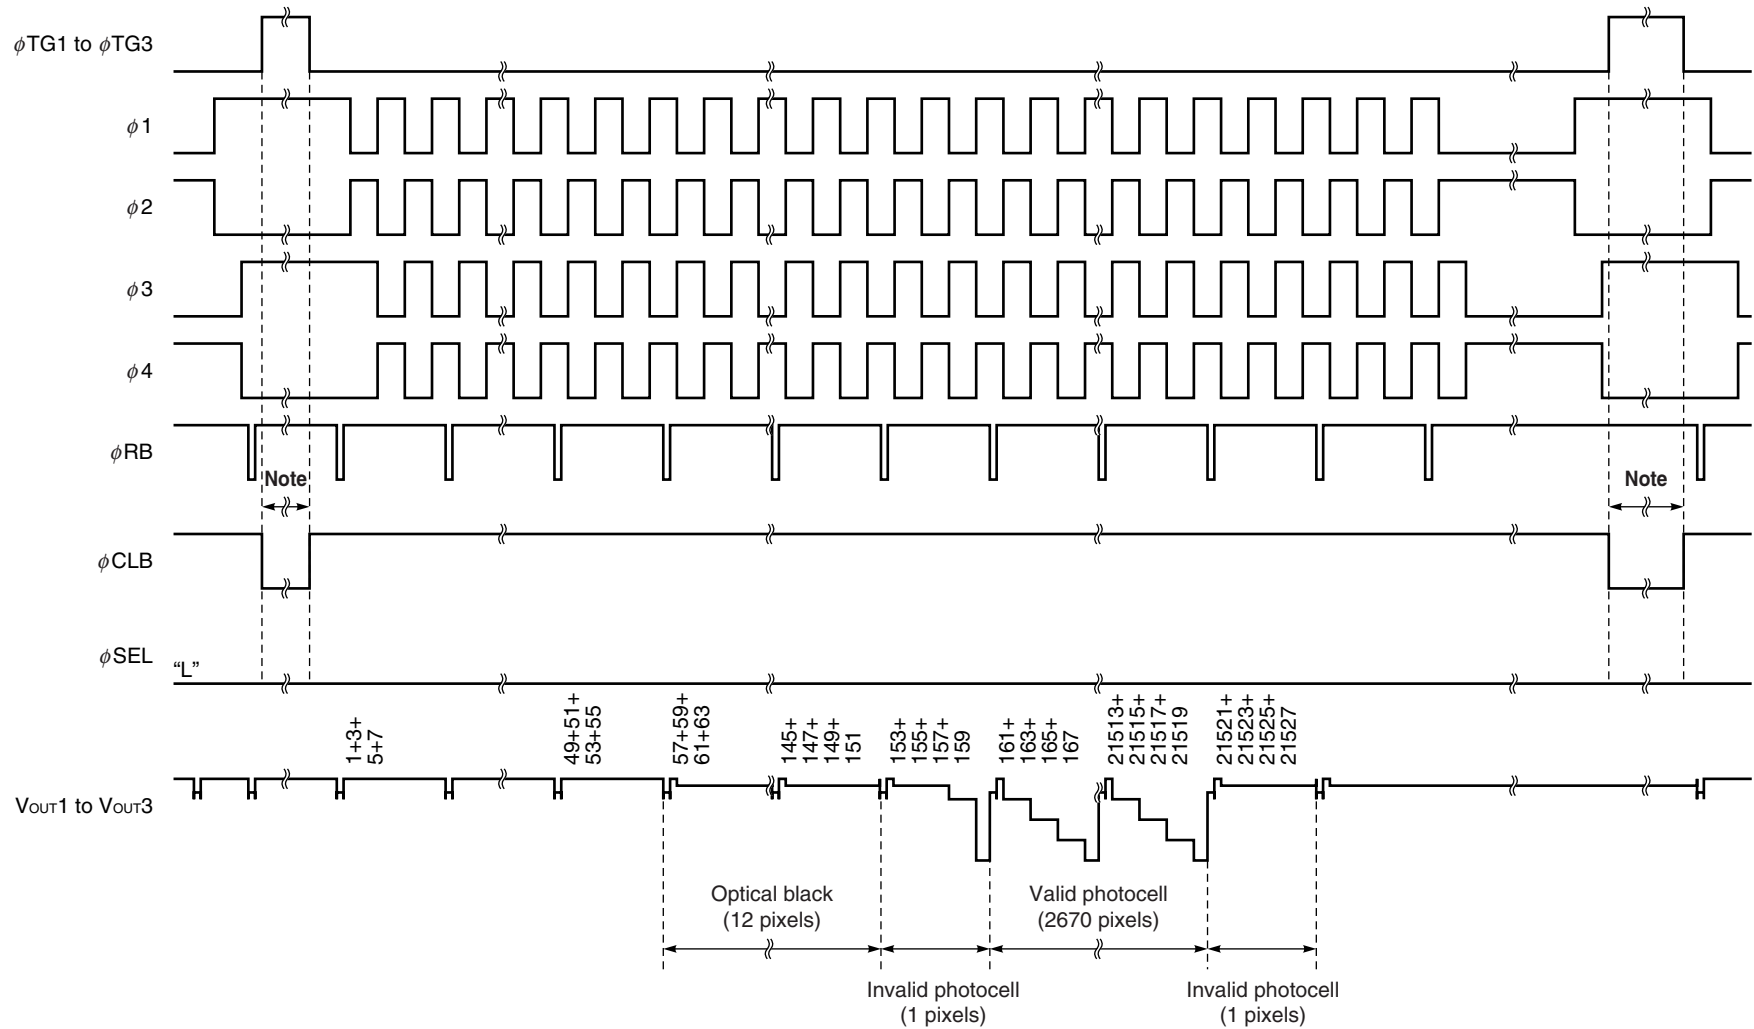 ϕTG1 to ϕTG3
ϕ1
ϕ2
ϕ3
ϕ4
ϕRB
Note
Note
ϕCLB
ϕSEL
“L”
1+3+
5+7
49+51+
53+55
57+59+
61+63
145+
147+
149+
151
153+
155+
157+
159
161+
163+
165+
167
21513+
21515+
21517+
21519
21521+
21523+
21525+
21527
VOUT1 to VOUT3
Optical black
(12 pixels)
Valid photocell
(2670 pixels)
Invalid photocell
(1 pixels)
Invalid photocell
(1 pixels)